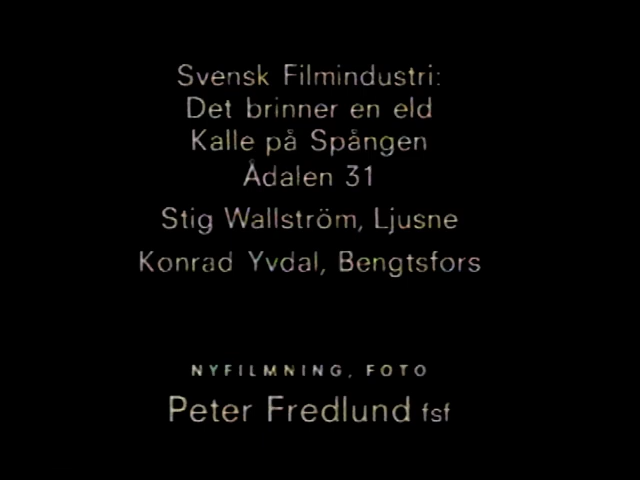 Svensk Filmindustri:
Det brinner en eld
Kalle på Spången
Ådalen 31
Stig Wallström, Ljusne
Konrad Yvdal, Bengtsfors
NYFILMNING, FOTO
Peter Fredlund fsf